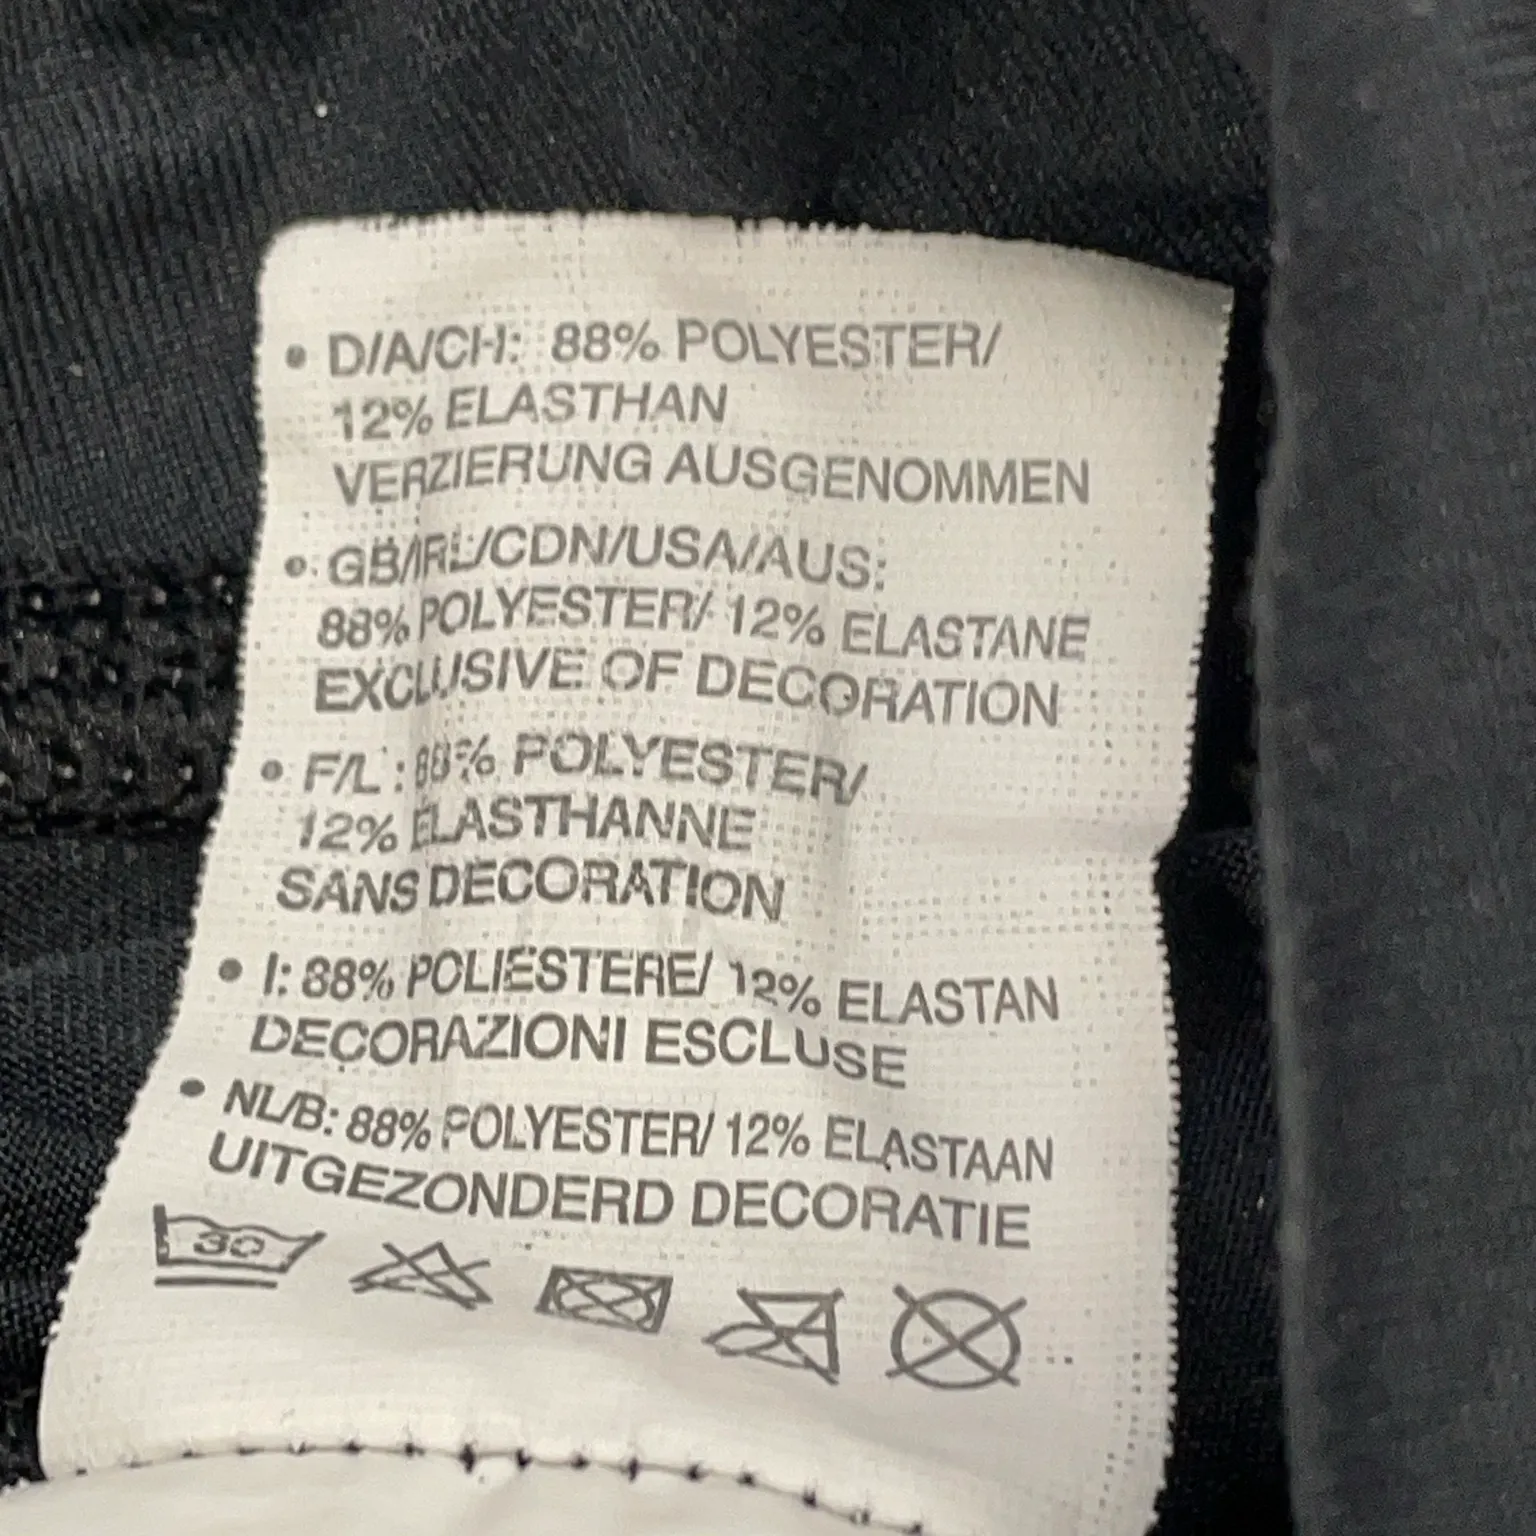 • D/A/CH: 88% POLYESTER/
12% ELASTHAN
VERZIERUNG AUSGENOMMEN
• GB/IRL/CDN/USA/AUS:
88% POLYESTER/ 12% ELASTANE
EXCLUSIVE OF DECORATION
• F/L : 88% POLYESTER/
12% ELASTHANNE
SANS DECORATION
• I: 88% POLIESTERE/ 12% ELASTAN
DECORAZIONI ESCLUSE
• NL/B: 88% POLYESTER/ 12% ELASTAAN
UITGEZONDERD DECORATIE
30